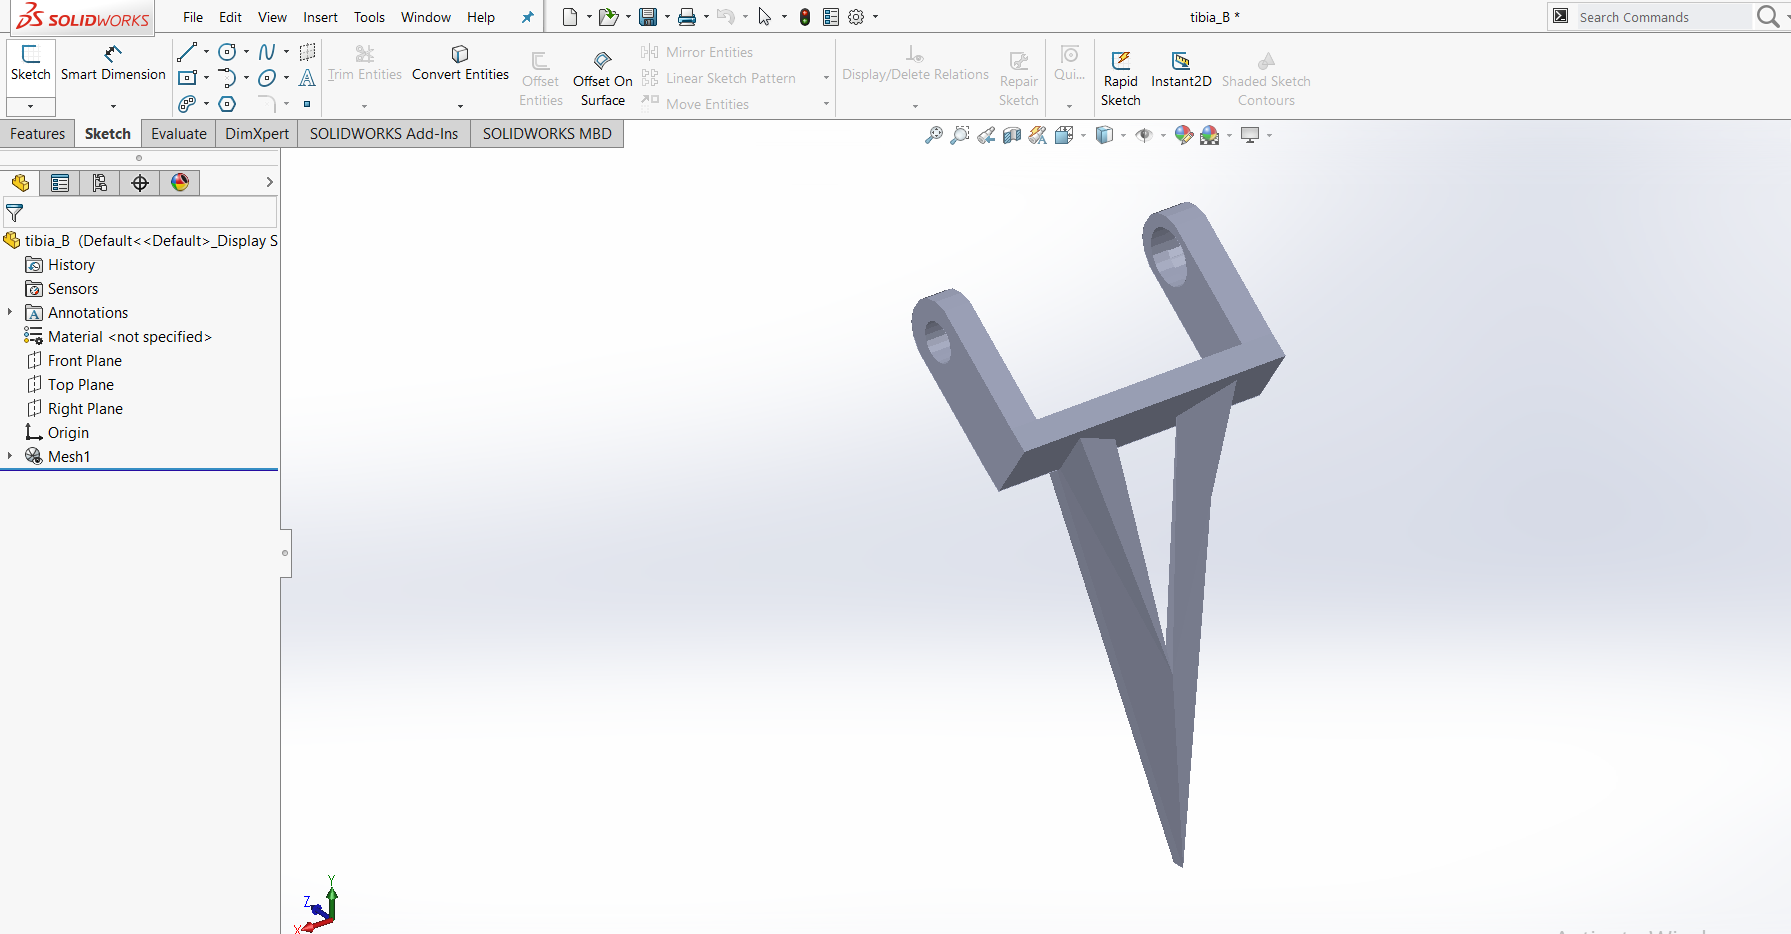 SOLIDWORKS File Edit View Insert Tools Window Help tibia_B * Search Commands
Sketch Smart Dimension Trim Entities Convert Entities Offset Entities Offset On Surface Mirror Entities Linear Sketch Pattern Move Entities Display/Delete Relations Repair Sketch Qui... Rapid Sketch Instant2D Shaded Sketch Contours
Features Sketch Evaluate DimXpert SOLIDWORKS Add-Ins SOLIDWORKS MBD
tibia_B (Default<<Default>_Display S
History
Sensors
A Annotations
Material <not specified>
Front Plane
Top Plane
Right Plane
Origin
Mesh1
Y
Z
X